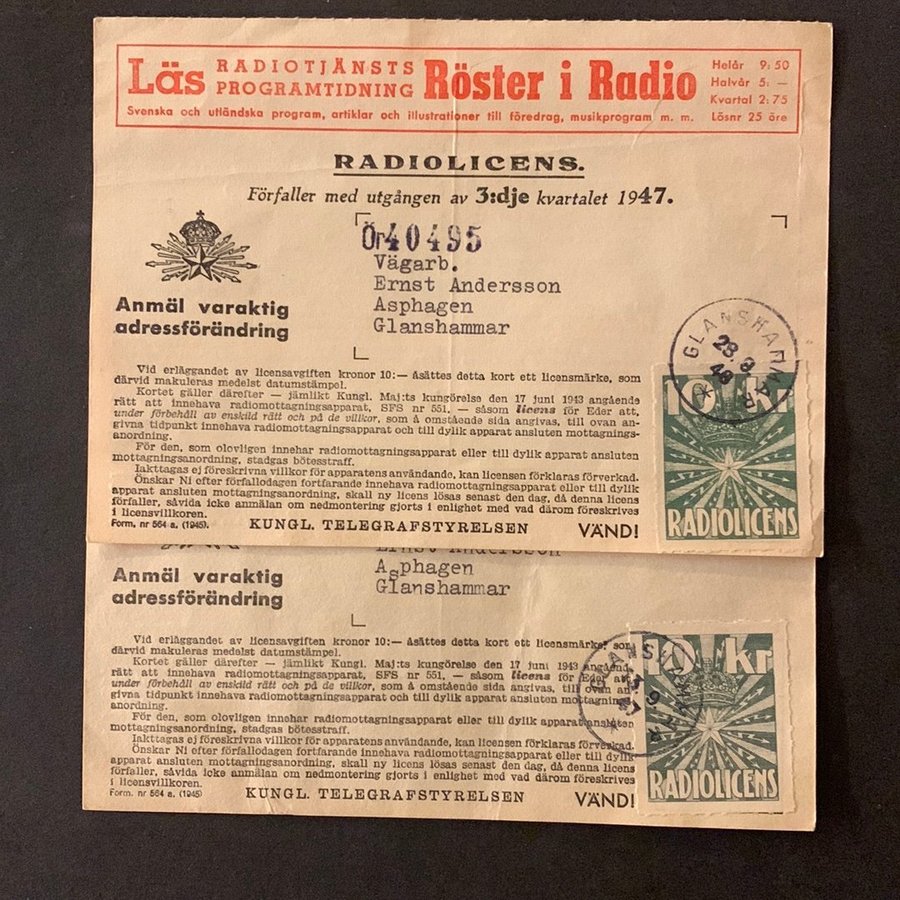 Läs RADIOTJÄNSTS PROGRAMTIDNING Röster i Radio
Helår 9:50
Halvår 5:—
Kvartal 2:75
Lösnr 25 öre
Svenska och utländska program, artiklar och illustrationer till föredrag, musikprogram m. m.
RADIOLICENS.
Förfaller med utgången av 3:dje kvartalet 1947.
Ör40495
Vägarb.
Ernst Andersson
Asphagen
Glanshammar
Anmäl varaktig
adressförändring
GLANSHAMMAR
Vid erläggandet av licensavgiften kronor 10:— åsättes detta kort ett licensmärke, som
därvid makuleras medelst datumstämpel.
Kortet gäller därefter — jämlikt Kungl. Maj:ts kungörelse den 17 juni 1943 angående
rätt att innehava radiomottagningsapparat, SFS nr 551, — såsom licens för Eder att,
under förbehåll av enskild rätt och på de villkor, som å omstående sida angivas, till ovan an-
givna tidpunkt innehava radiomottagningsapparat och till dylik apparat ansluten mottagnings-
anordning.
För den, som olovligen innehar radiomottagningsapparat eller till dylik apparat ansluten
mottagningsanordning, stadgas bötesstraff.
Iakttagas ej föreskrivna villkor för apparatens användande, kan licensen förklaras förverkad.
Önskar Ni efter förfallodagen fortfarande innehava radiomottagningsapparat eller till dylik
apparat ansluten mottagningsanordning, skall ny licens lösas senast den dag, då denna licens
förfaller, såvida icke anmälan om nedmontering gjorts i enlighet med vad därom föreskrives
i licensvillkoren.
Form. nr 564 a. (1945).
KUNGL. TELEGRAFSTYRELSEN
VÄND!
10 kr
RADIOLICENS
Ernst Andersson
Asphagen
Glanshammar
Anmäl varaktig
adressförändring
Vid erläggandet av licensavgiften kronor 10:— åsättes detta kort ett licensmärke, som
därvid makuleras medelst datumstämpel.
Kortet gäller därefter — jämlikt Kungl. Maj:ts kungörelse den 17 juni 1943 angående
rätt att innehava radiomottagningsapparat, SFS nr 551, — såsom licens för Eder att,
under förbehåll av enskild rätt och på de villkor, som å omstående sida angivas, till ovan an-
givna tidpunkt innehava radiomottagningsapparat och till dylik apparat ansluten mottagnings-
anordning.
För den, som olovligen innehar radiomottagningsapparat eller till dylik apparat ansluten
mottagningsanordning, stadgas bötesstraff.
Iakttagas ej föreskrivna villkor för apparatens användande, kan licensen förklaras förverkad.
Önskar Ni efter förfallodagen fortfarande innehava radiomottagningsapparat eller till dylik
apparat ansluten mottagningsanordning, skall ny licens lösas senast den dag, då denna licens
förfaller, såvida icke anmälan om nedmontering gjorts i enlighet med vad därom föreskrives
i licensvillkoren.
Form. nr 564 a. (1945)
KUNGL. TELEGRAFSTYRELSEN
VÄND!
10 kr
RADIOLICENS